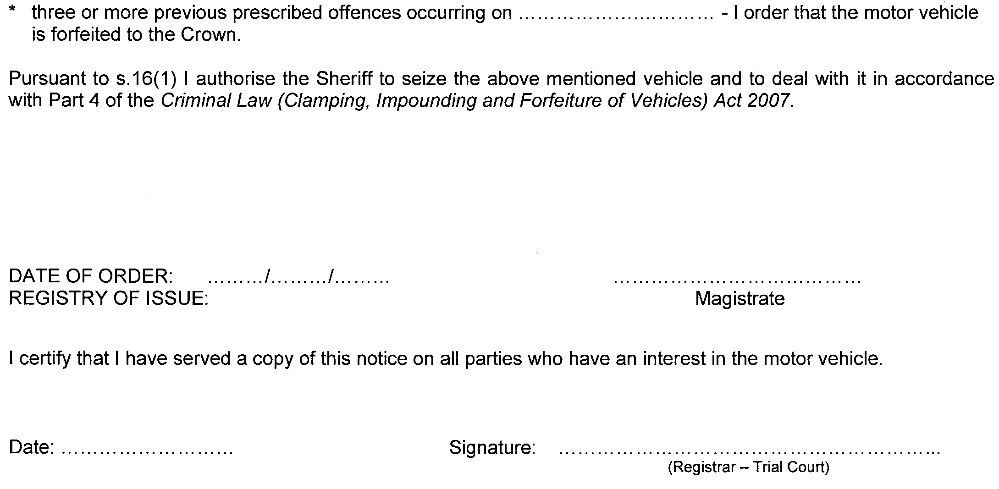 * three or more previous prescribed offences occurring on .............................. - I order that the motor vehicle
is forfeited to the Crown.
Pursuant to s.16(1) I authorise the Sheriff to seize the above mentioned vehicle and to deal with it in accordance
with Part 4 of the Criminal Law (Clamping, Impounding and Forfeiture of Vehicles) Act 2007.
DATE OF ORDER: ........./........./......... .......................................
REGISTRY OF ISSUE: Magistrate
I certify that I have served a copy of this notice on all parties who have an interest in the motor vehicle.
Date: ........................... Signature: ............................................................
(Registrar – Trial Court)